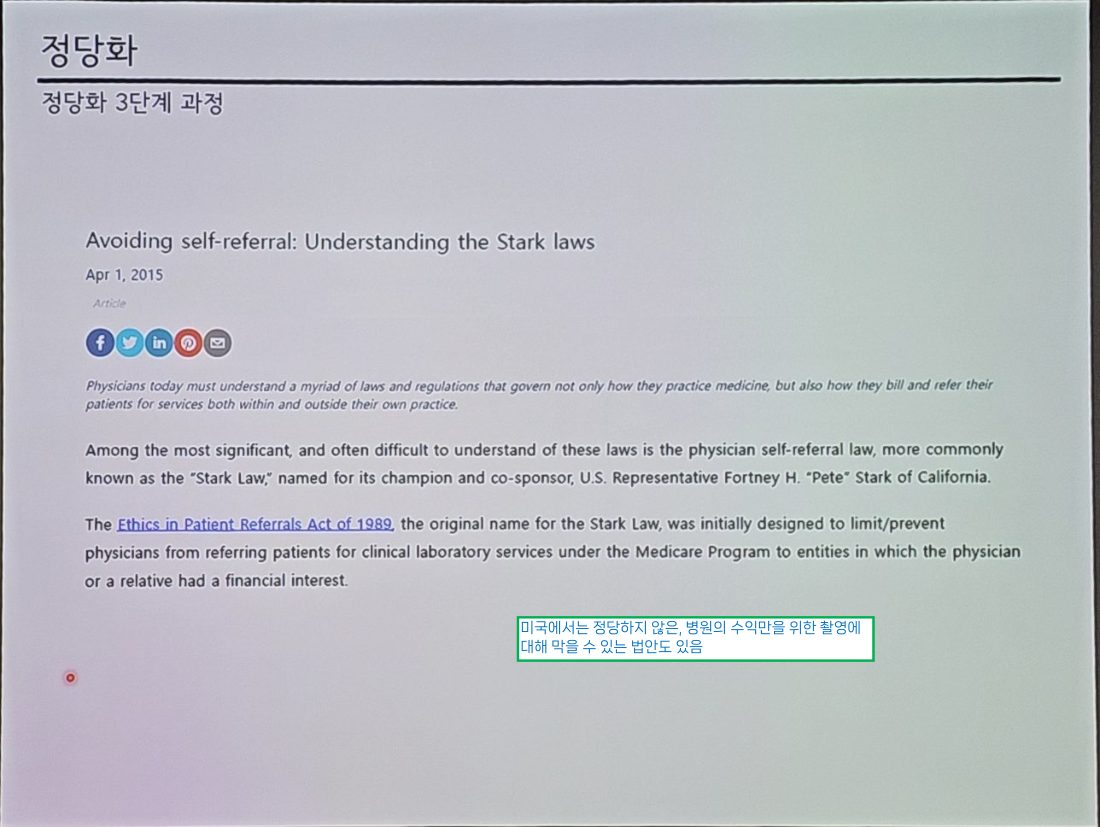 정당화
정당화 3단계 과정
Avoiding self-referral: Understanding the Stark laws
Apr 1, 2015
Article
Physicians today must understand a myriad of laws and regulations that govern not only how they practice medicine, but also how they bill and refer their
patients for services both within and outside their own practice.
Among the most significant, and often difficult to understand of these laws is the physician self-referral law, more commonly
known as the "Stark Law," named for its champion and co-sponsor, U.S. Representative Fortney H. "Pete" Stark of California.
The Ethics in Patient Referrals Act of 1989, the original name for the Stark Law, was initially designed to limit/prevent
physicians from referring patients for clinical laboratory services under the Medicare Program to entities in which the physician
or a relative had a financial interest.
미국에서는 정당하지 않은, 병원의 수익만을 위한 촬영에
대해 막을 수 있는 법안도 있음